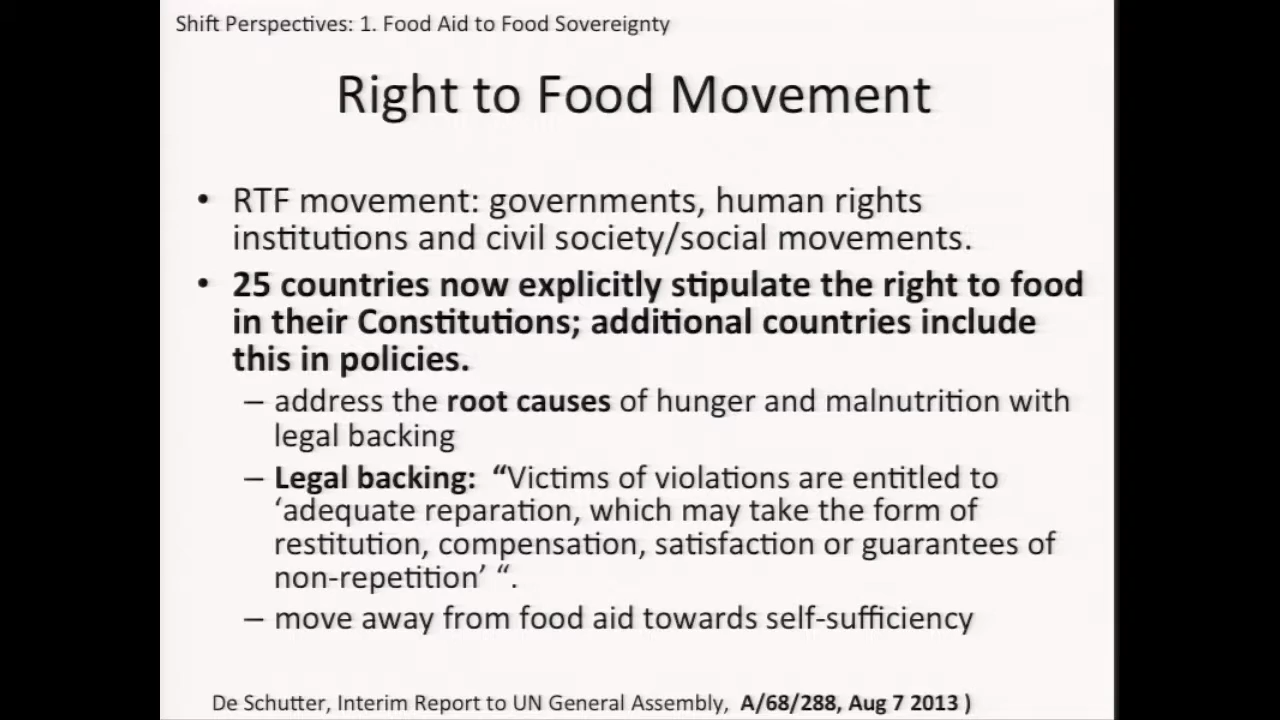 Shift Perspectives: 1. Food Aid to Food Sovereignty
Right to Food Movement
• RTF movement: governments, human rights
institutions and civil society/social movements.
• 25 countries now explicitly stipulate the right to food
in their Constitutions; additional countries include
this in policies.
– address the root causes of hunger and malnutrition with
legal backing
– Legal backing: “Victims of violations are entitled to
‘adequate reparation, which may take the form of
restitution, compensation, satisfaction or guarantees of
non-repetition’ “.
– move away from food aid towards self-sufficiency
De Schutter, Interim Report to UN General Assembly, A/68/288, Aug 7 2013 )